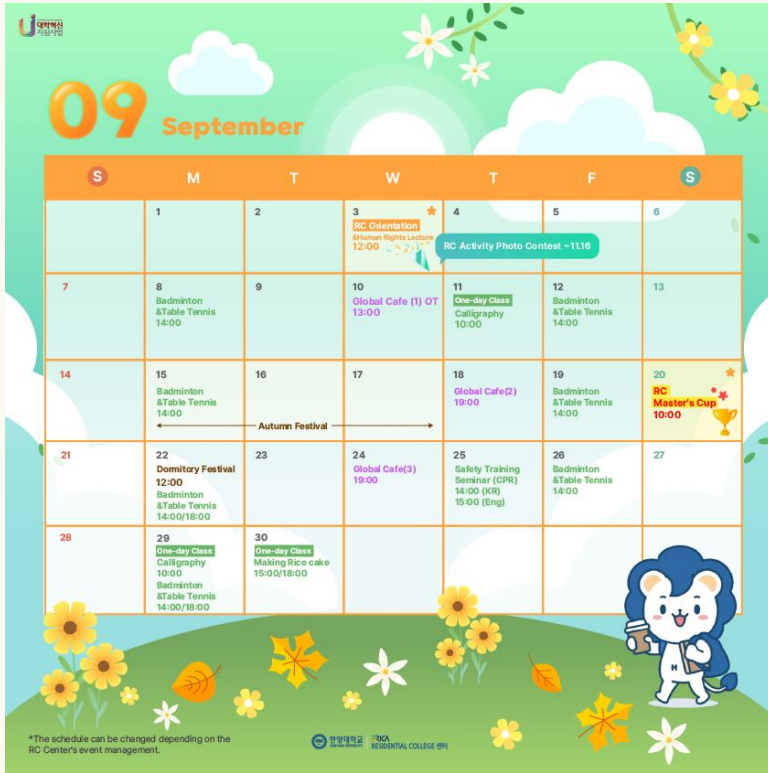 대학혁신
지원사업
09 September
S M T W T F S
1 2 3 4 5 6
RC Orientation
&Human Rights Lecture
12:00
RC Activity Photo Contest ~11.16
7 8 9 10 11 12 13
Badminton
&Table Tennis
14:00
Global Cafe (1) OT
13:00
One-day Class
Calligraphy
10:00
Badminton
&Table Tennis
14:00
14 15 16 17 18 19 20
Badminton
&Table Tennis
14:00
Autumn Festival
Global Cafe(2)
19:00
Badminton
&Table Tennis
14:00
RC
Master's Cup
10:00
21 22 23 24 25 26 27
Dormitory Festival
12:00
Badminton
&Table Tennis
14:00/18:00
Global Cafe(3)
19:00
Safety Training
Seminar (CPR)
14:00 (KR)
15:00 (Eng)
Badminton
&Table Tennis
14:00
28 29 30
One-day Class
Calligraphy
10:00
Badminton
&Table Tennis
14:00/18:00
One-day Class
Making Rice cake
15:00/18:00
H
*The schedule can be changed depending on the
RC Center's event management.
한양대학교
HANYANG UNIVERSITY
ERICA
RESIDENTIAL COLLEGE 센터